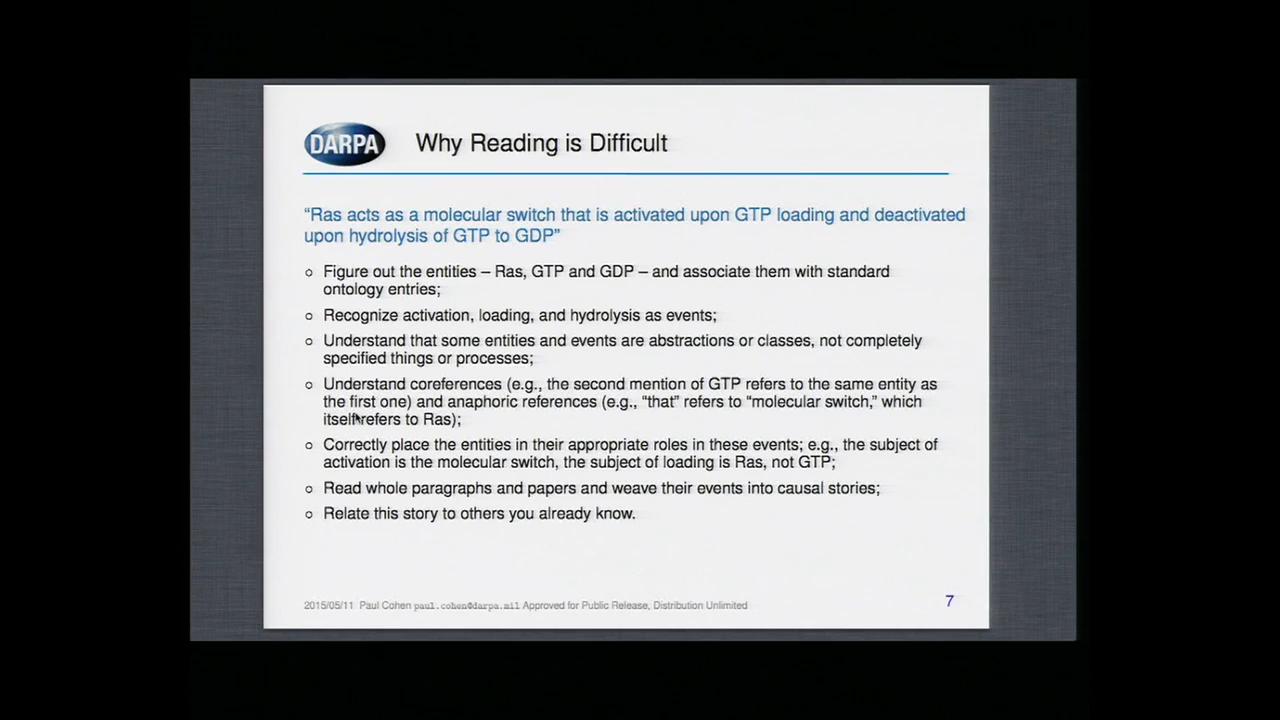 DARPA
Why Reading is Difficult
“Ras acts as a molecular switch that is activated upon GTP loading and deactivated
upon hydrolysis of GTP to GDP”
Figure out the entities – Ras, GTP and GDP – and associate them with standard
ontology entries;
Recognize activation, loading, and hydrolysis as events;
Understand that some entities and events are abstractions or classes, not completely
specified things or processes;
Understand coreferences (e.g., the second mention of GTP refers to the same entity as
the first one) and anaphoric references (e.g., “that” refers to “molecular switch,” which
itself refers to Ras);
Correctly place the entities in their appropriate roles in these events; e.g., the subject of
activation is the molecular switch, the subject of loading is Ras, not GTP;
Read whole paragraphs and papers and weave their events into causal stories;
Relate this story to others you already know.
2015/05/11 Paul Cohen paul.cohen@darpa.mil Approved for Public Release, Distribution Unlimited
7